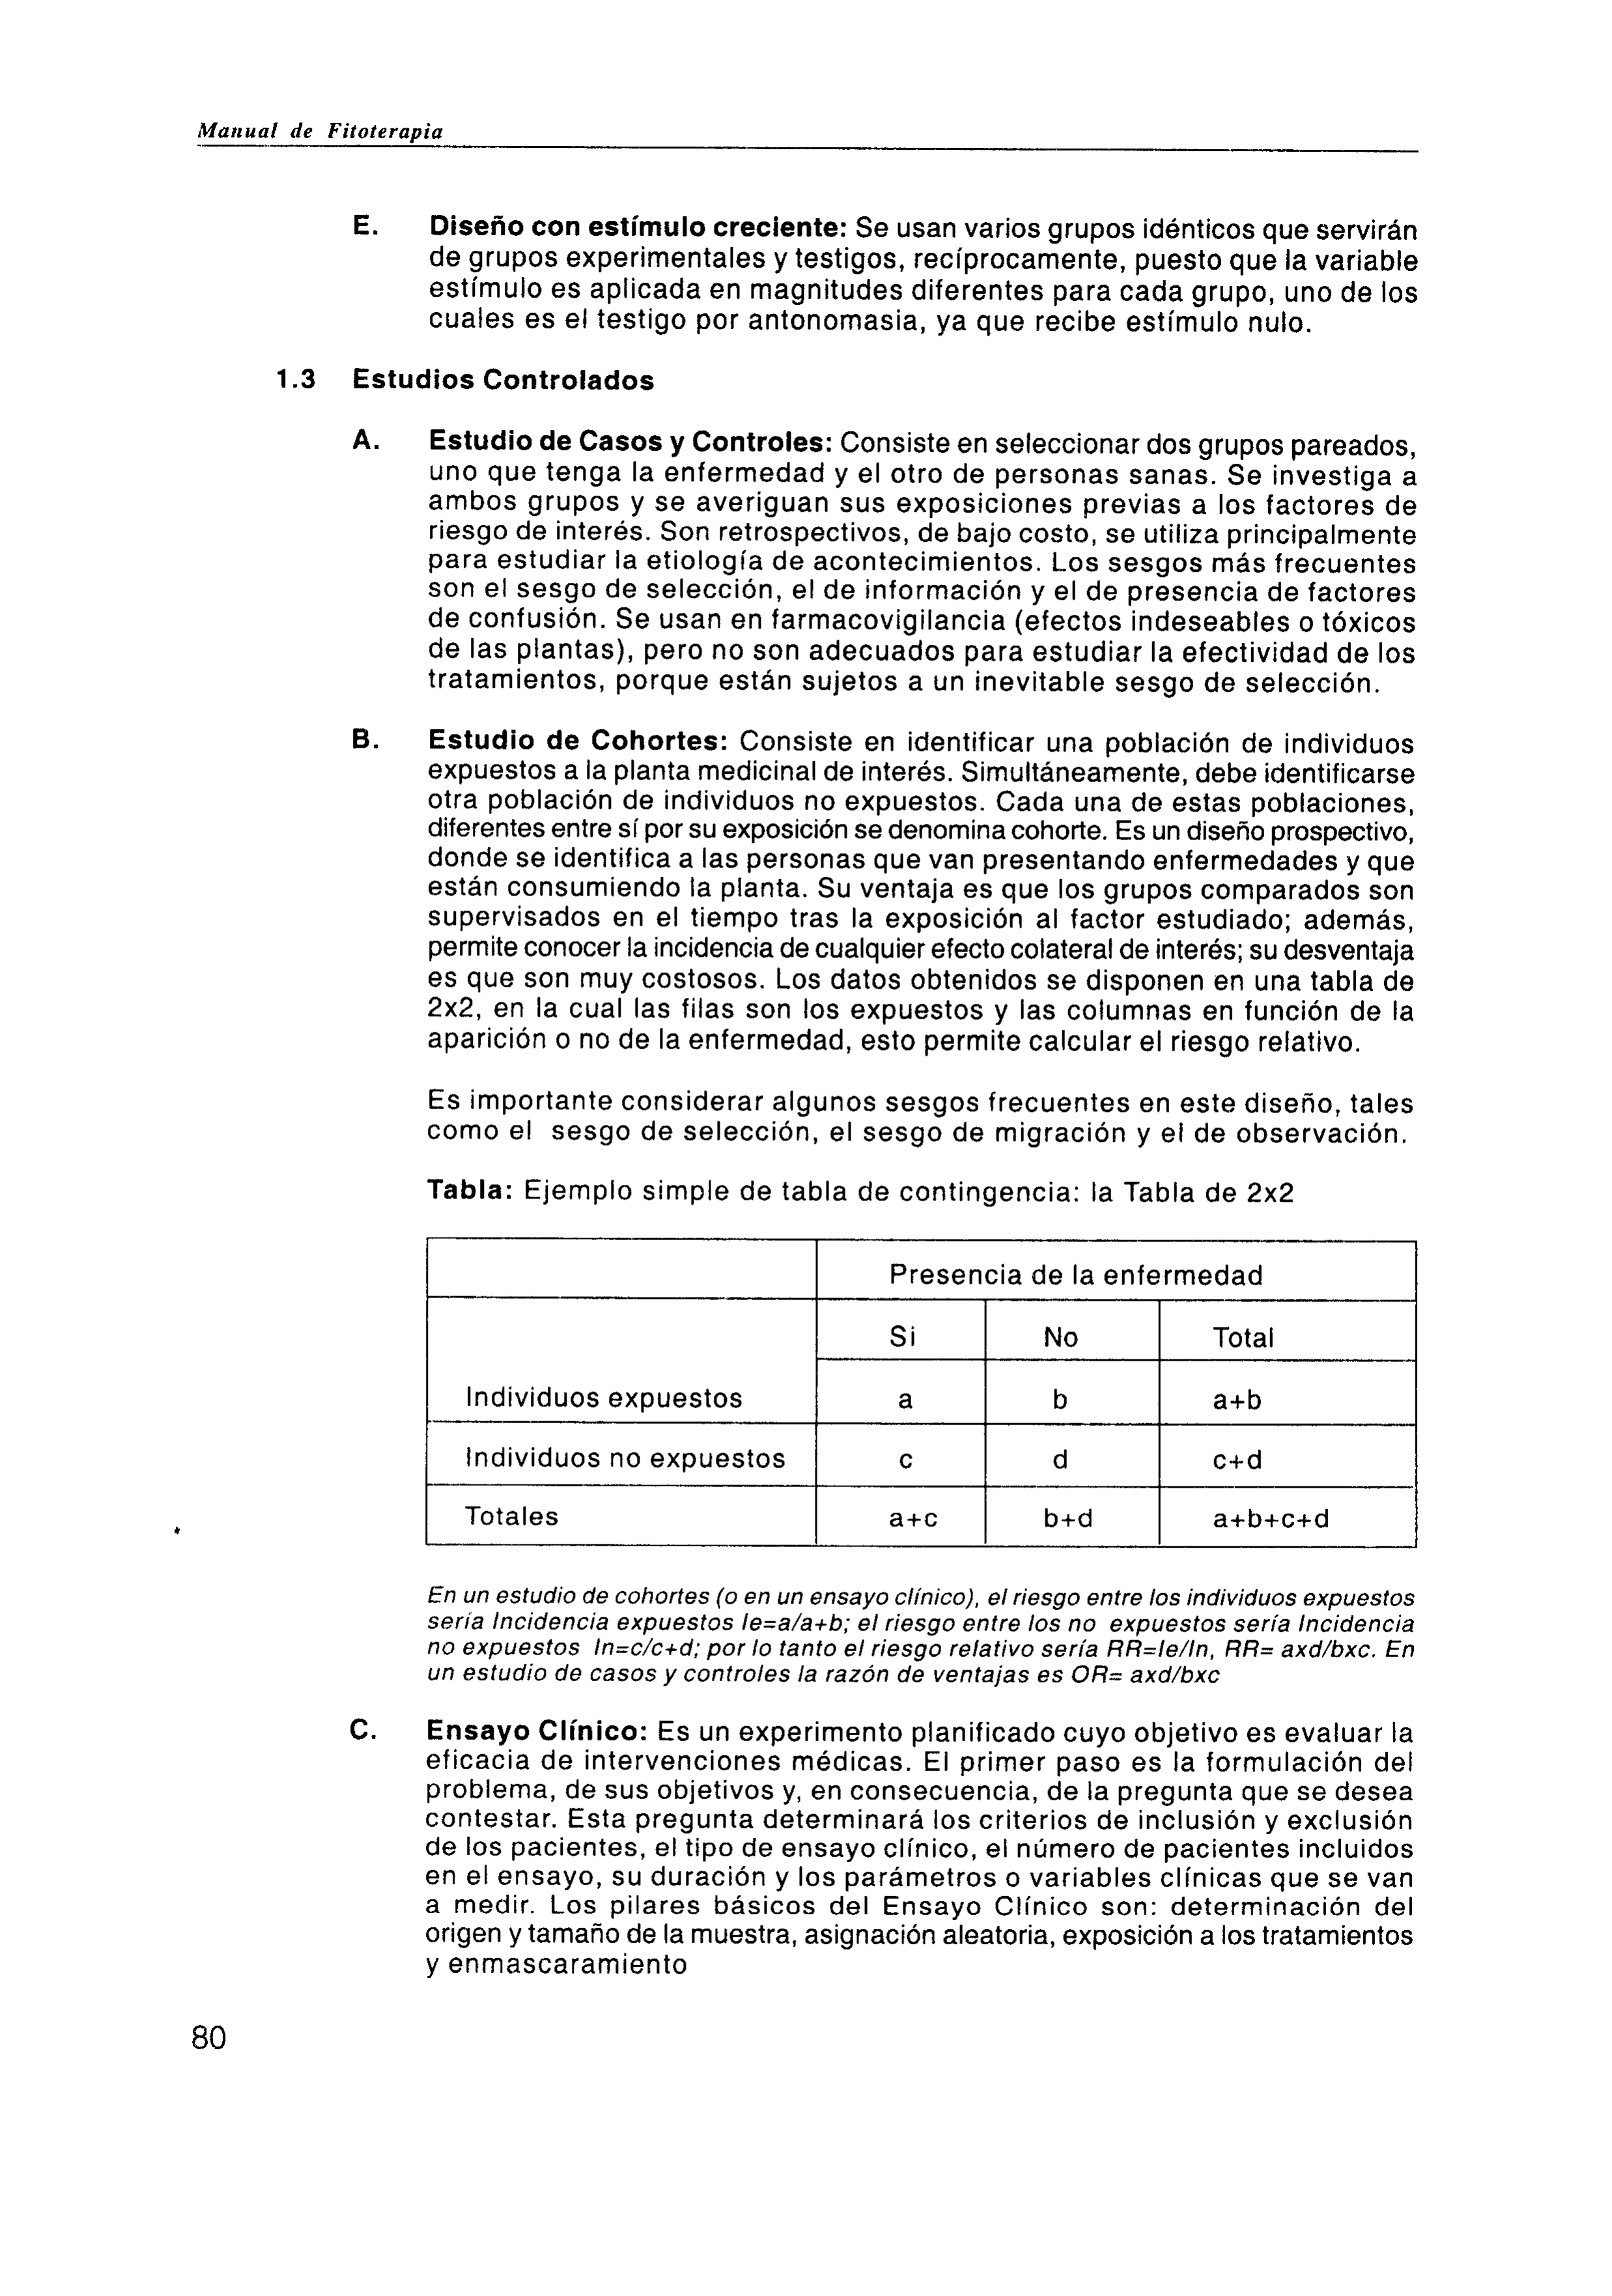 Manual de Fitoterapia
E. Diseño con estímulo creciente: Se usan varios grupos idénticos que servirán
de grupos experimentales y testigos, recíprocamente, puesto que la variable
estímulo es aplicada en magnitudes diferentes para cada grupo, uno de los
cuales es el testigo por antonomasia, ya que recibe estímulo nulo.
1.3 Estudios Controlados
A. Estudio de Casos y Controles: Consiste en seleccionar dos grupos pareados,
uno que tenga la enfermedad y el otro de personas sanas. Se investiga a
ambos grupos y se averiguan sus exposiciones previas a los factores de
riesgo de interés. Son retrospectivos, de bajo costo, se utiliza principalmente
para estudiar la etiología de acontecimientos. Los sesgos más frecuentes
son el sesgo de selección, el de información y el de presencia de factores
de confusión. Se usan en farmacovigilancia (efectos indeseables o tóxicos
de las plantas), pero no son adecuados para estudiar la efectividad de los
tratamientos, porque están sujetos a un inevitable sesgo de selección.
B. Estudio de Cohortes: Consiste en identificar una población de individuos
expuestos a la planta medicinal de interés. Simultáneamente, debe identificarse
otra población de individuos no expuestos. Cada una de estas poblaciones,
diferentes entre sí por su exposición se denomina cohorte. Es un diseño prospectivo,
donde se identifica a las personas que van presentando enfermedades y que
están consumiendo la planta. Su ventaja es que los grupos comparados son
supervisados en el tiempo tras la exposición al factor estudiado; además,
permite conocer la incidencia de cualquier efecto colateral de interés; su desventaja
es que son muy costosos. Los datos obtenidos se disponen en una tabla de
2x2, en la cual las filas son los expuestos y las columnas en función de la
aparición o no de la enfermedad, esto permite calcular el riesgo relativo.
Es importante considerar algunos sesgos frecuentes en este diseño, tales
como el sesgo de selección, el sesgo de migración y el de observación.
Tabla: Ejemplo simple de tabla de contingencia: la Tabla de 2x2
Presencia de la enfermedad
Si No Total
Individuos expuestos a b a+b
Individuos no expuestos c d c+d
Totales a+c b+d a+b+c+d
En un estudio de cohortes (o en un ensayo clínico), el riesgo entre los individuos expuestos
sería Incidencia expuestos Ie=a/a+b; el riesgo entre los no expuestos sería Incidencia
no expuestos In=c/c+d; por lo tanto el riesgo relativo sería RR=Ie/In, RR= axd/bxc. En
un estudio de casos y controles la razón de ventajas es OR= axd/bxc
C. Ensayo Clínico: Es un experimento planificado cuyo objetivo es evaluar la
eficacia de intervenciones médicas. El primer paso es la formulación del
problema, de sus objetivos y, en consecuencia, de la pregunta que se desea
contestar. Esta pregunta determinará los criterios de inclusión y exclusión
de los pacientes, el tipo de ensayo clínico, el número de pacientes incluidos
en el ensayo, su duración y los parámetros o variables clínicas que se van
a medir. Los pilares básicos del Ensayo Clínico son: determinación del
origen y tamaño de la muestra, asignación aleatoria, exposición a los tratamientos
y enmascaramiento
80